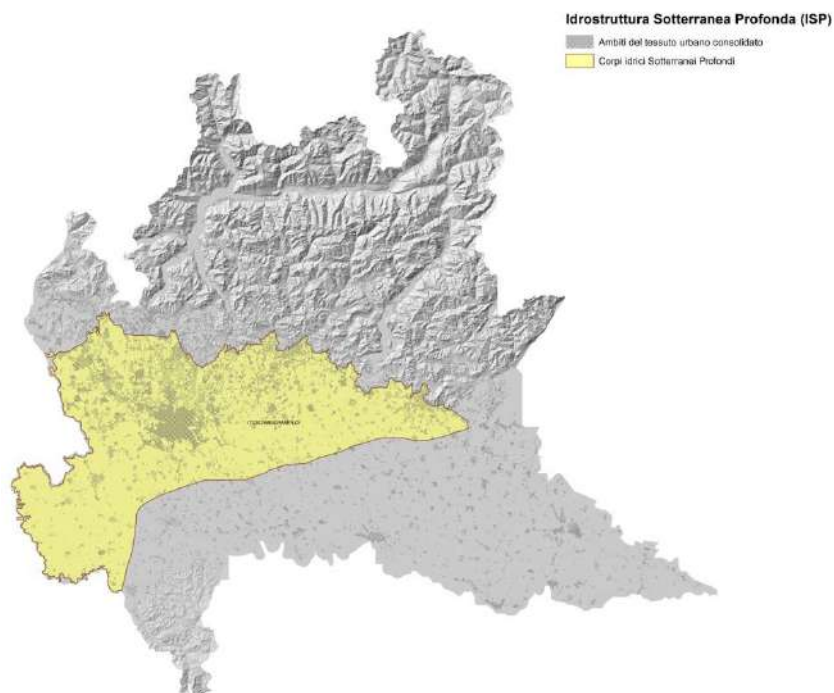 Idrostruttura Sotterranea Profonda (ISP)
Ambiti del tessuto urbano consolidato
Corpi idrici Sotterranei Profondi